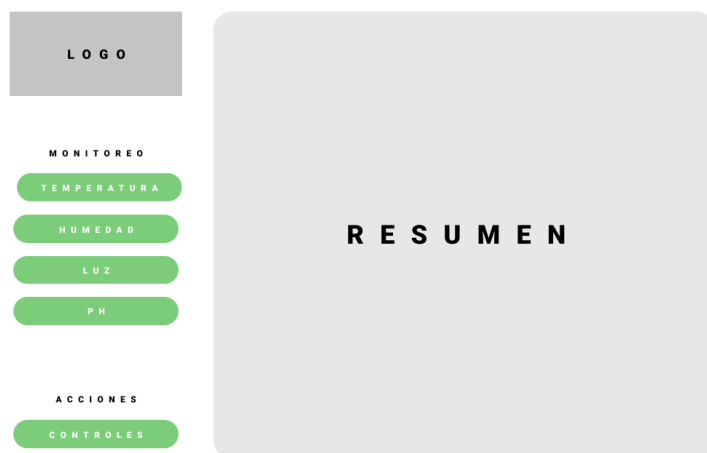 LOGO
MONITOREO
TEMPERATURA
HUMEDAD
LUZ
PH
ACCIONES
CONTROLES
RESUMEN